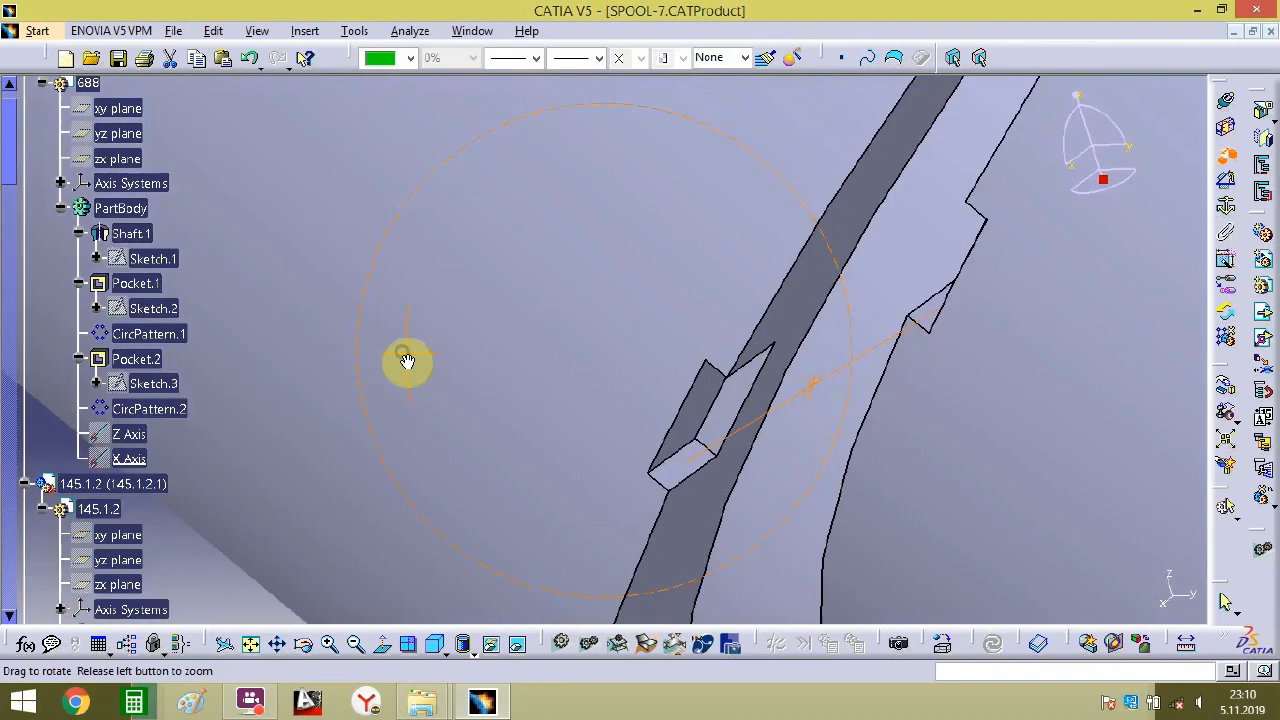 CATIA V5 - [SPOOL-7.CATProduct]
Start ENOVIA V5 VPM File Edit View Insert Tools Analyze Window Help
0% None
688
xy plane
yz plane
zx plane
Axis Systems
PartBody
Shaft.1
Sketch.1
Pocket.1
Sketch.2
CircPattern.1
Pocket.2
Sketch.3
CircPattern.2
Z Axis
X Axis
145.1.2 (145.1.2.1)
145.1.2
xy plane
yz plane
zx plane
Axis Systems
z
y
x
z
y
x
f(x)
CATIA
Drag to rotate Release left button to zoom
23:10
5.11.2019